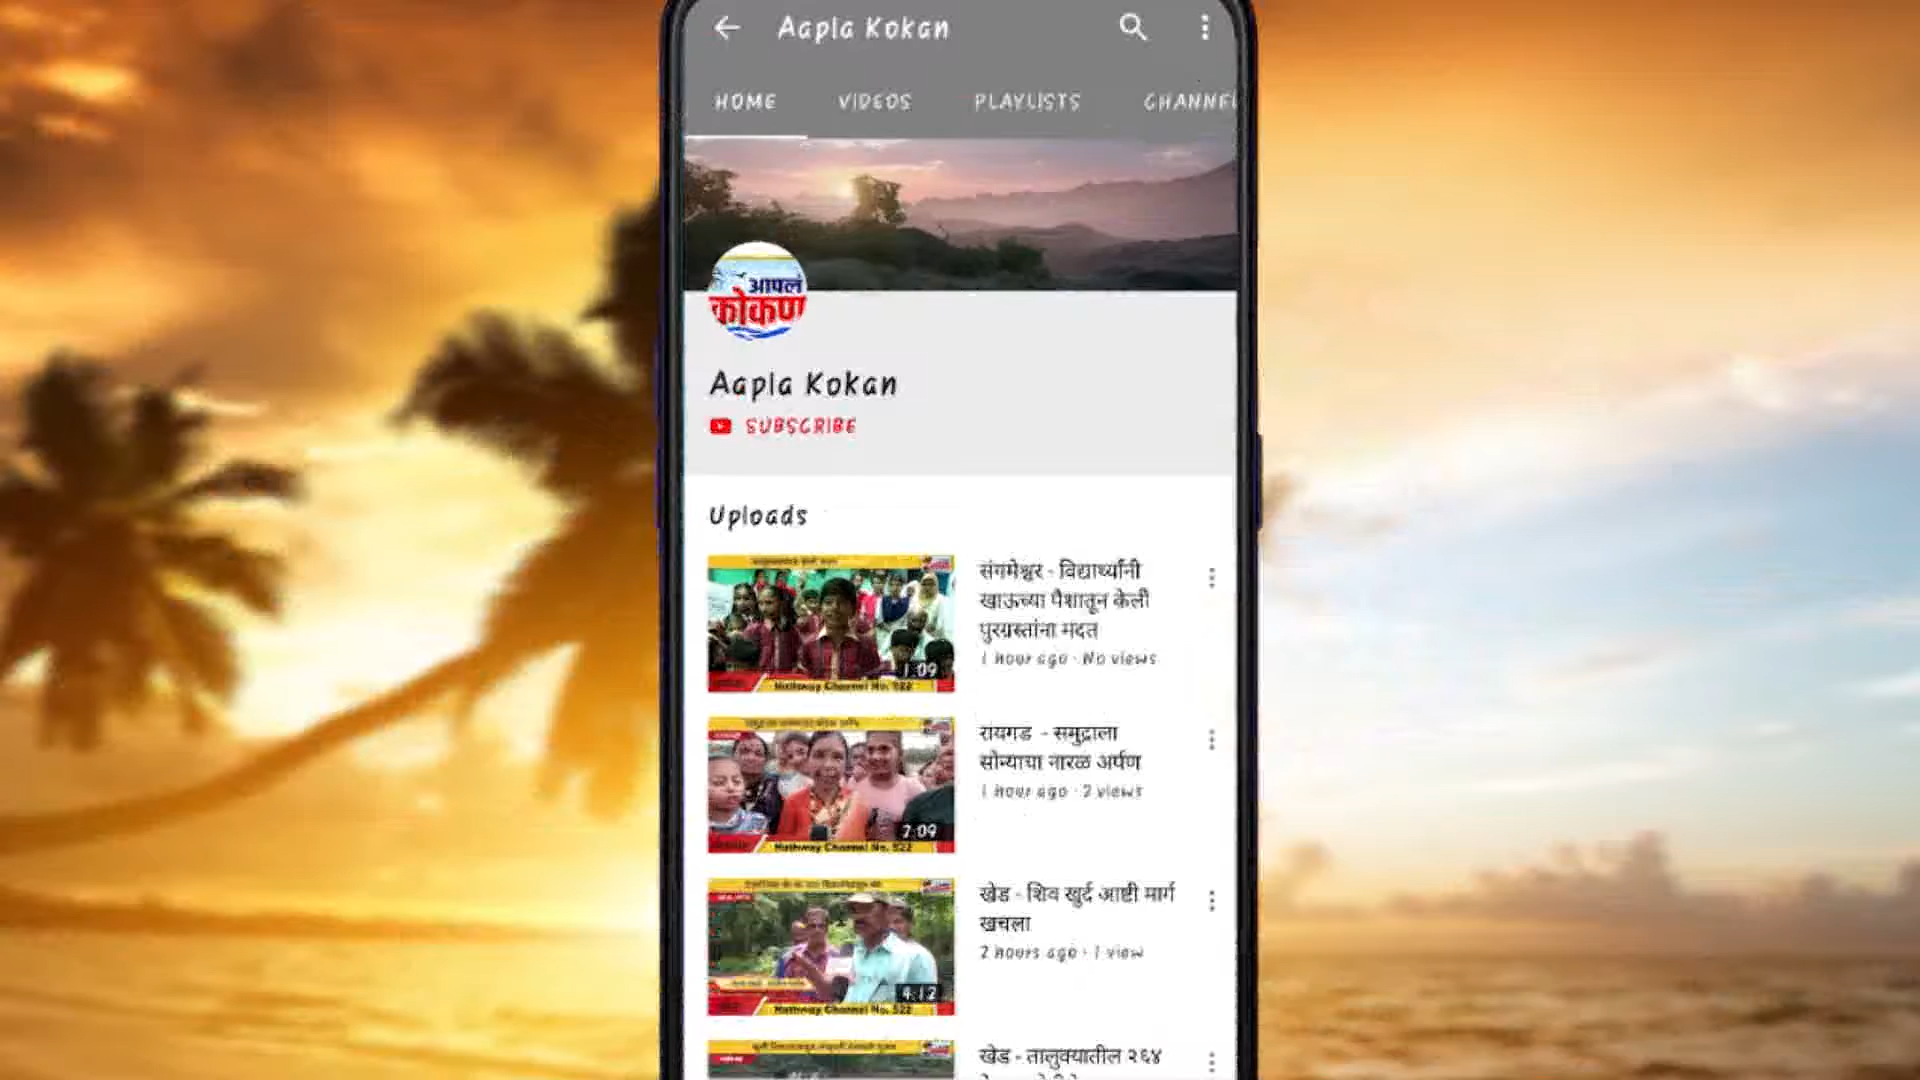 Aapla Kokan
HOME VIDEOS PLAYLISTS CHANNEL
आपलं
कोकण
Aapla Kokan
SUBSCRIBE
Uploads
संगमेश्वर - विद्यार्थ्यांनी
खाऊच्या पैशातून केली
पुरग्रस्तांना मदत
1 hour ago · No views
1:09
Hathway Channel No. 522
रायगड - समुद्राला
सोन्याचा नारळ अर्पण
1 hour ago · 2 views
2:09
Hathway Channel No. 522
खेड - शिव खुर्द आष्टी मार्ग
खचला
2 hours ago · 1 view
4:12
Hathway Channel No. 522
खेड - तालुक्यातील २६४